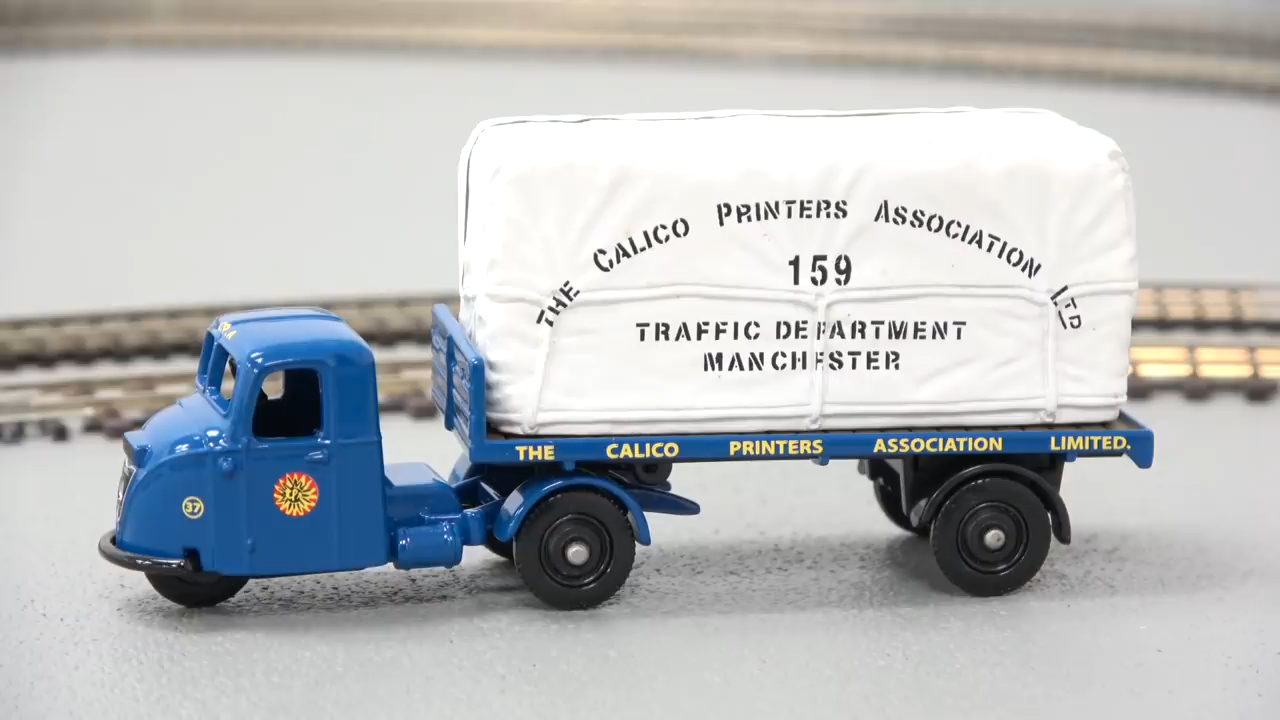 THE CALICO PRINTERS ASSOCIATION LTD
159
TRAFFIC DEPARTMENT
MANCHESTER
THE CALICO PRINTERS ASSOCIATION LIMITED.
37